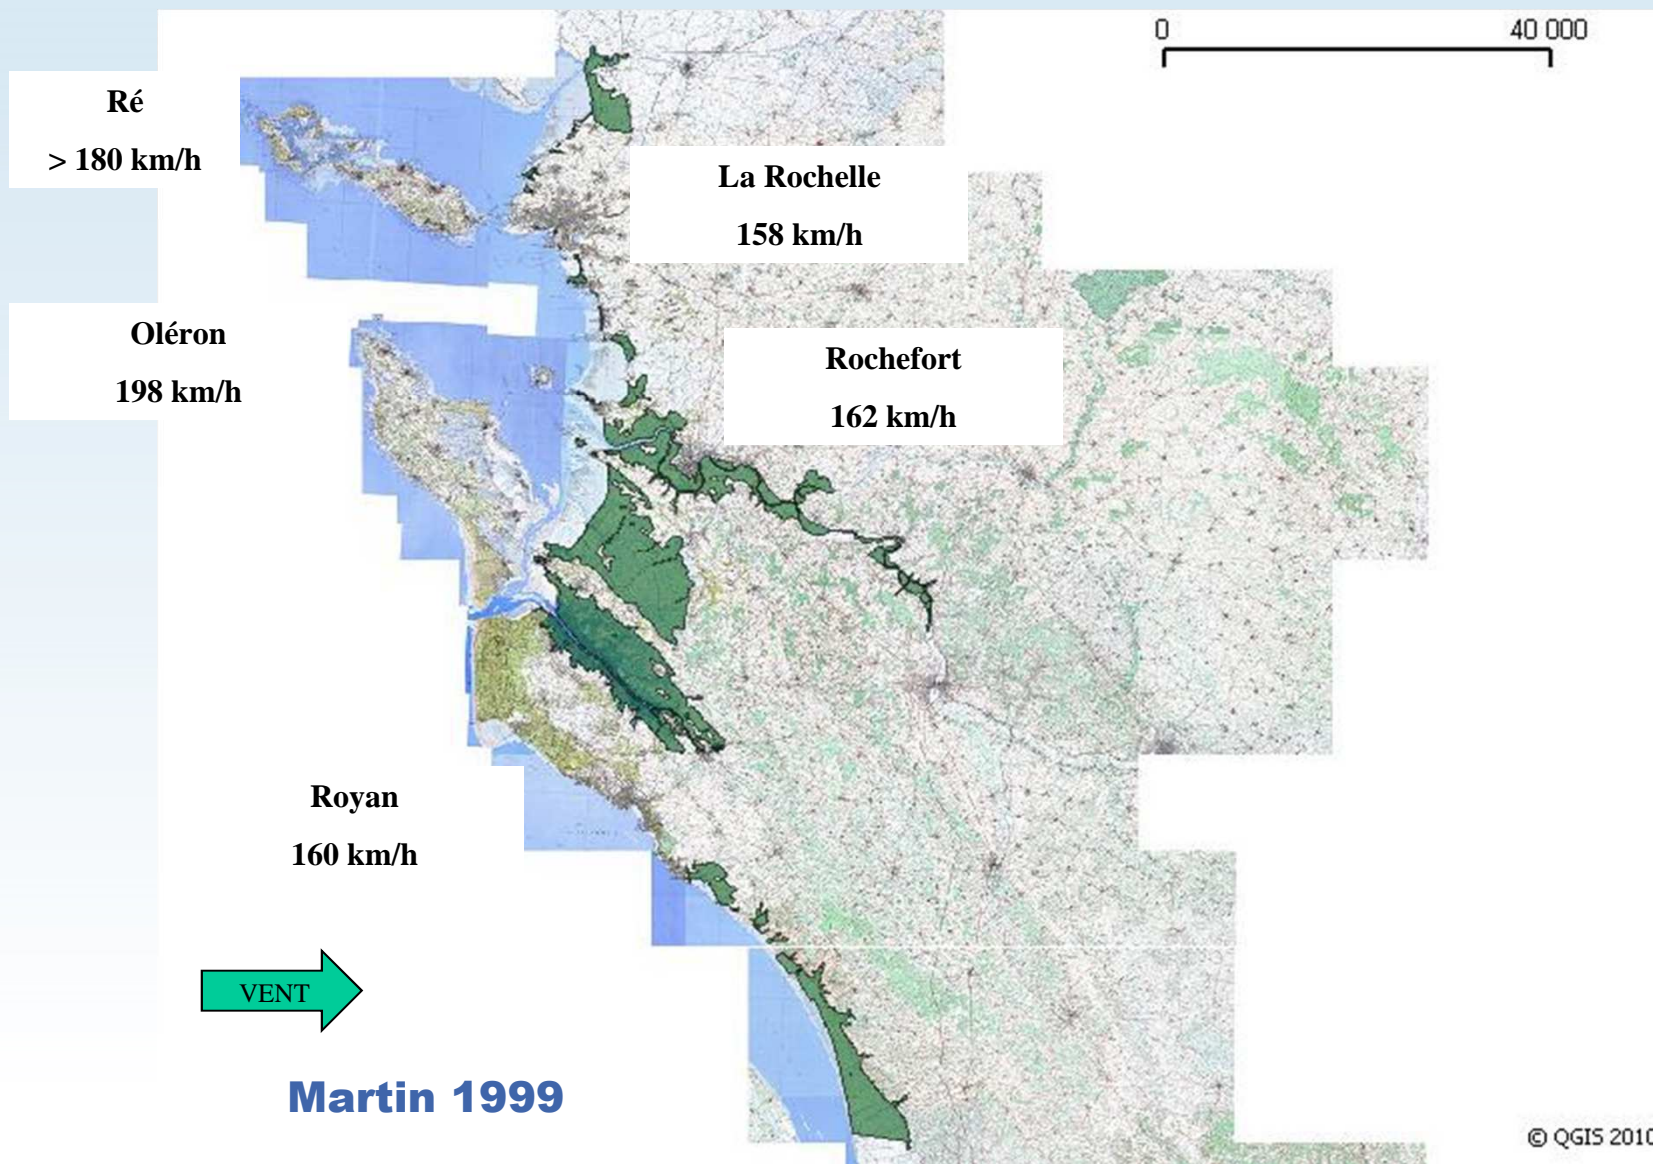 0 40 000
Ré
> 180 km/h
La Rochelle
158 km/h
Oléron
198 km/h
Rochefort
162 km/h
Royan
160 km/h
VENT
Martin 1999
© QGIS 2010